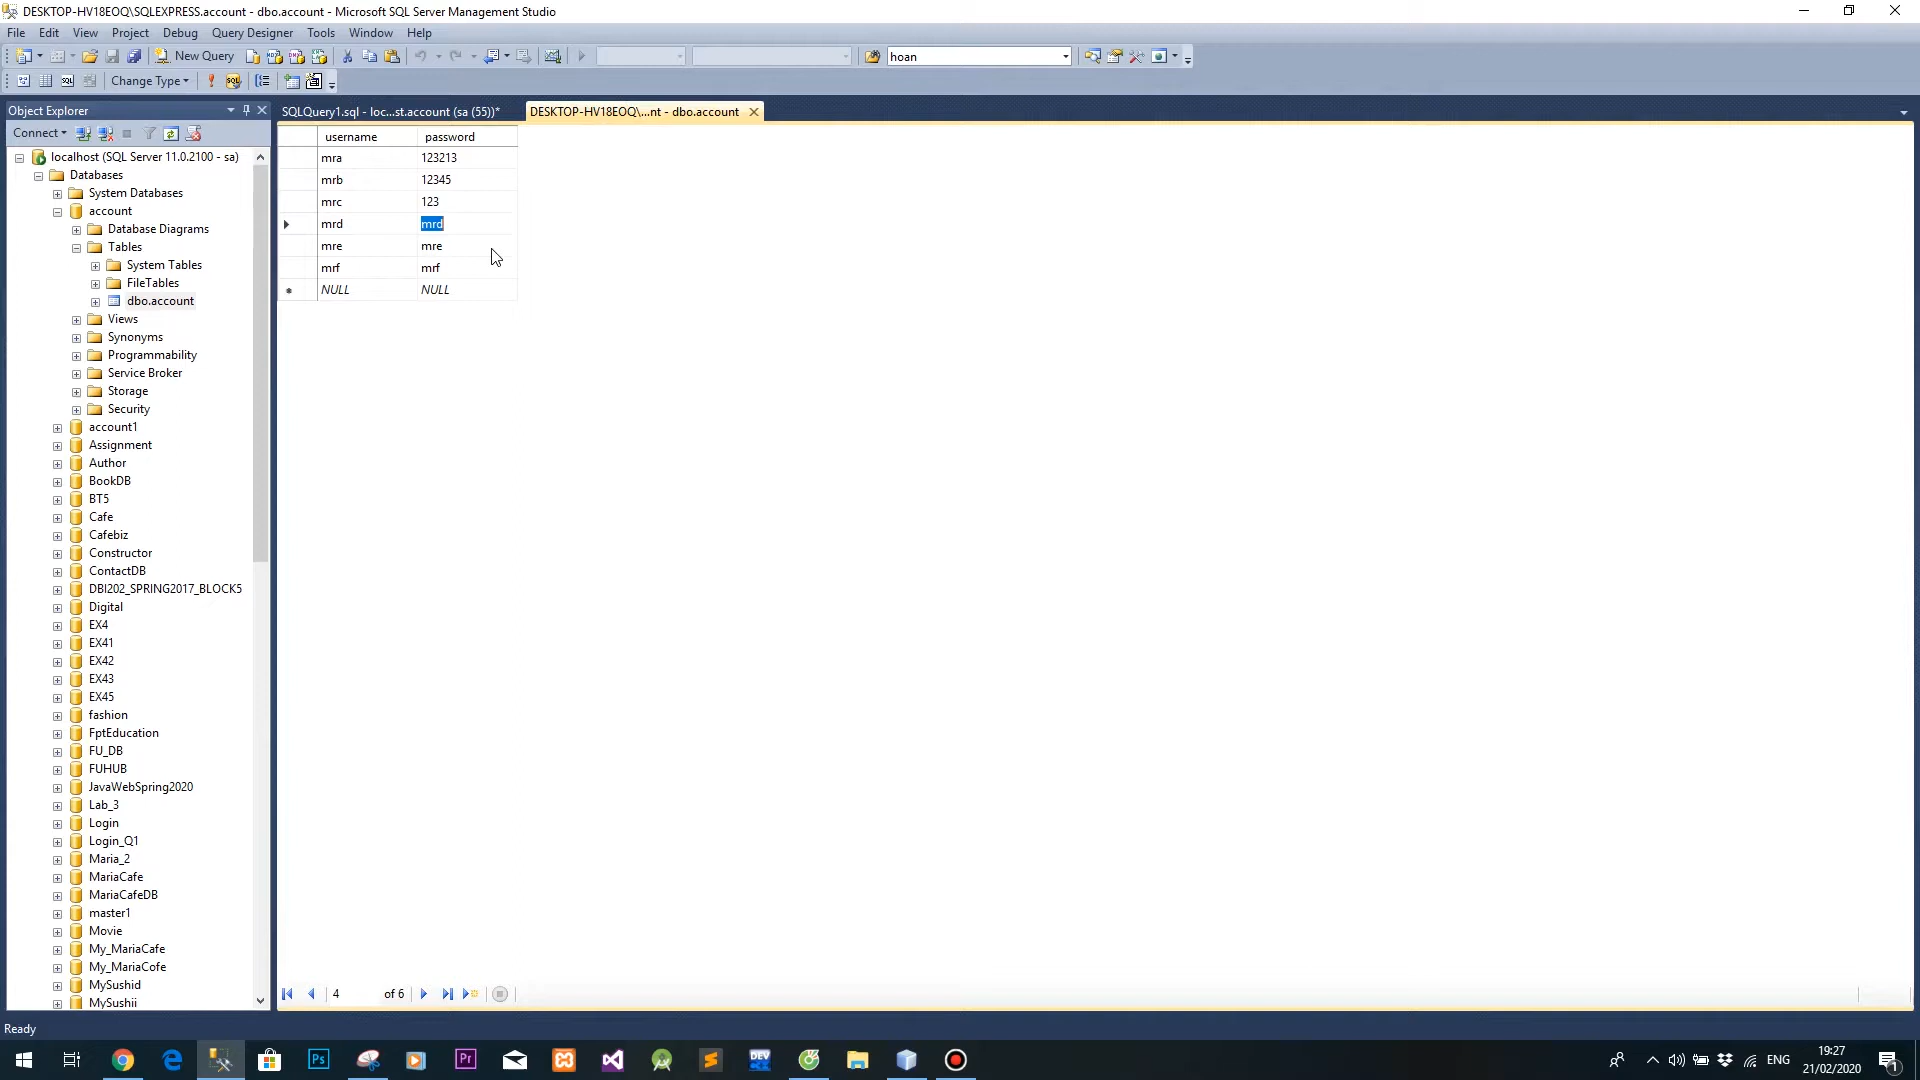 DESKTOP-HV18EOQ\SQLEXPRESS.account - dbo.account - Microsoft SQL Server Management Studio
File Edit View Project Debug Query Designer Tools Window Help
New Query
hoan
Change Type
Object Explorer
SQLQuery1.sql - loc...st.account (sa (55))*
DESKTOP-HV18EOQ\...nt - dbo.account
Connect
username password
mra 123213
mrb 12345
mrc 123
mrd mrd
mre mre
mrf mrf
NULL NULL
localhost (SQL Server 11.0.2100 - sa)
Databases
System Databases
account
Database Diagrams
Tables
System Tables
FileTables
dbo.account
Views
Synonyms
Programmability
Service Broker
Storage
Security
account1
Assignment
Author
BookDB
BT5
Cafe
Cafebiz
Constructor
ContactDB
DBI202_SPRING2017_BLOCK5
Digital
EX4
EX41
EX42
EX43
EX45
fashion
FptEducation
FU_DB
FUHUB
JavaWebSpring2020
Lab_3
Login
Login_Q1
Maria_2
MariaCafe
MariaCafeDB
master1
Movie
My_MariaCafe
My_MariaCofe
MySushid
MySushii
4 of 6
Ready
Ps
Pr
DEV
ENG
19:27
21/02/2020
1